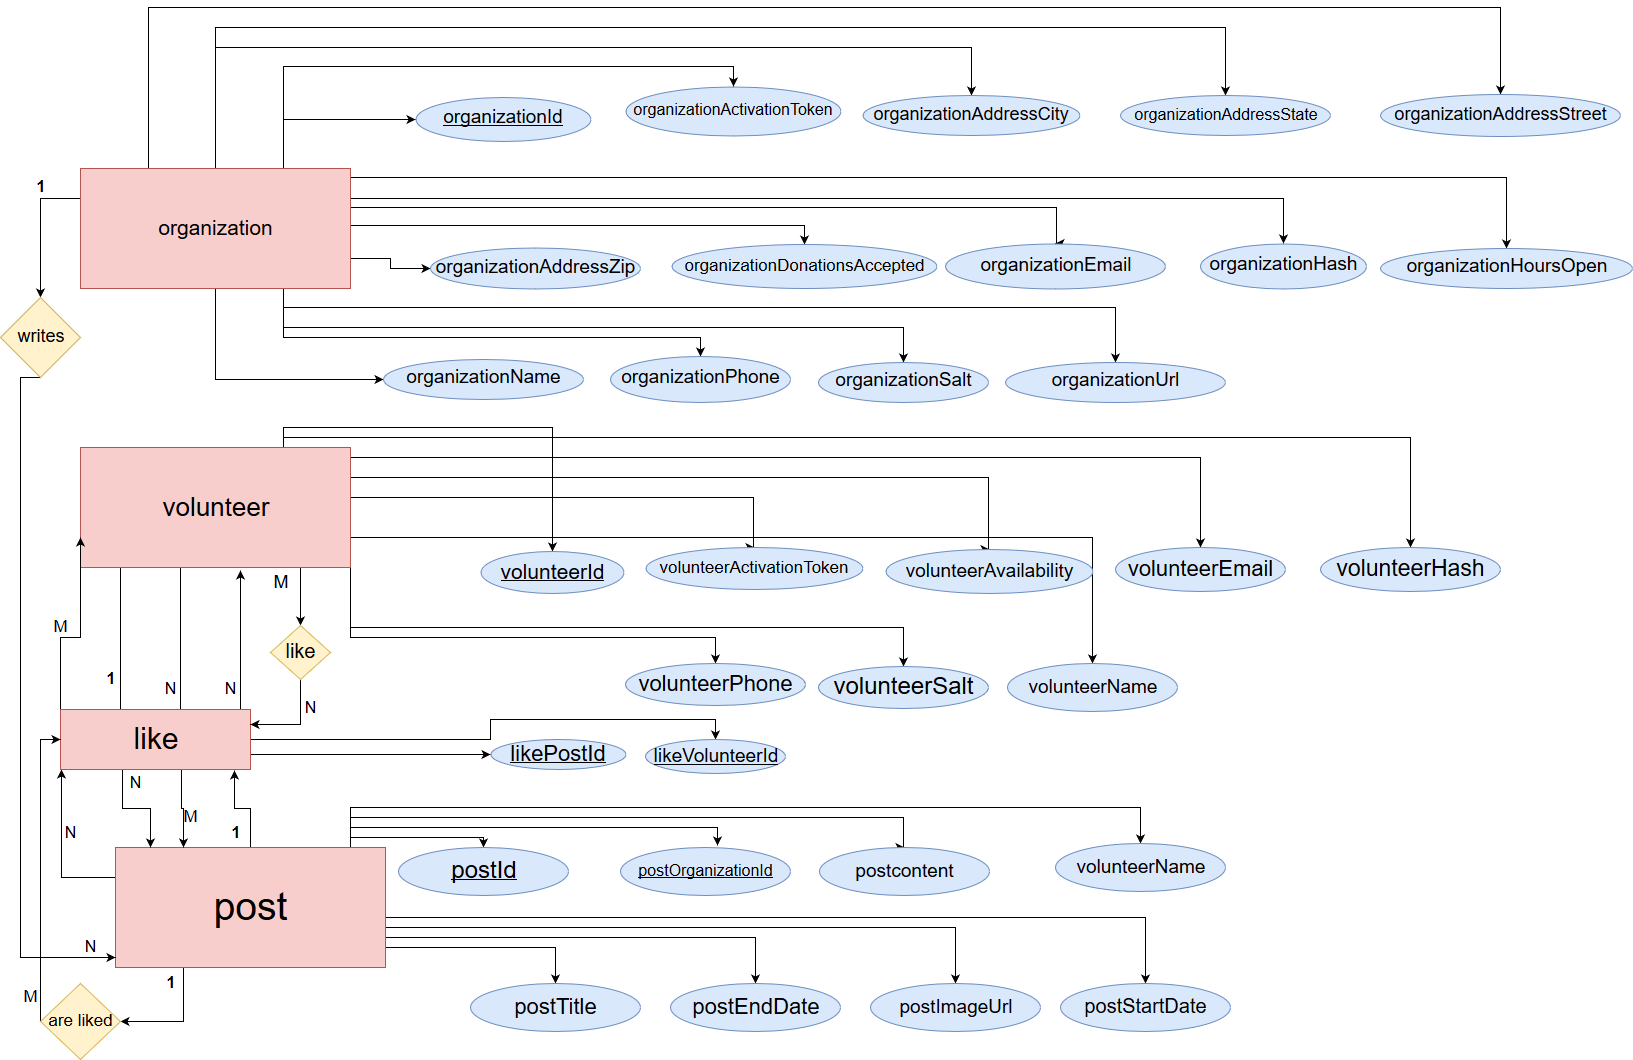 organizationId
organizationActivationToken
organizationAddressCity
organizationAddressState
organizationAddressStreet
1
organization
organizationAddressZip
organizationDonationsAccepted
organizationEmail
organizationHash
organizationHoursOpen
writes
organizationName
organizationPhone
organizationSalt
organizationUrl
volunteer
volunteerId
volunteerActivationToken
volunteerAvailability
volunteerEmail
volunteerHash
M
M
like
1
N
N
N
volunteerPhone
volunteerSalt
volunteerName
like
likePostId
likeVolunteerId
N
M
N
1
postId
postOrganizationId
postcontent
volunteerName
post
N
1
M
are liked
postTitle
postEndDate
postImageUrl
postStartDate